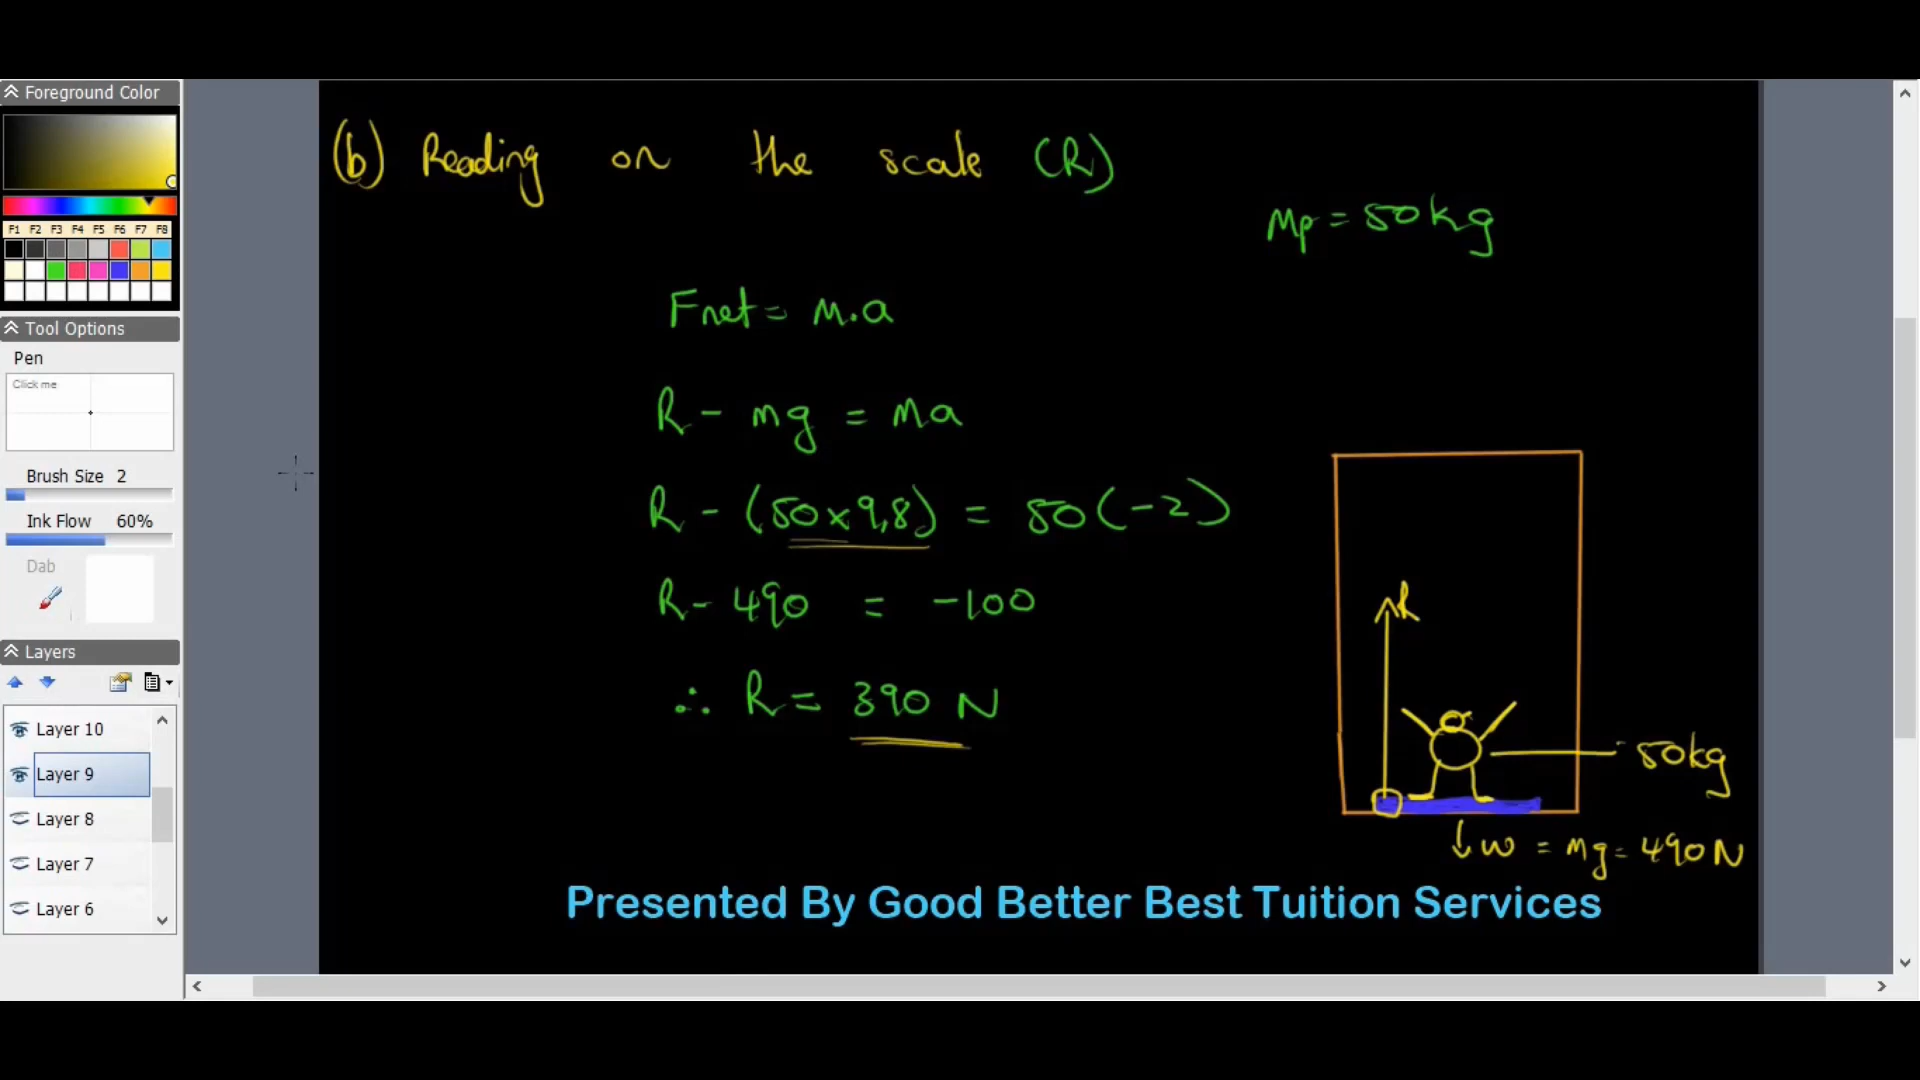 Foreground Color
F1 F2 F3 F4 F5 F6 F7 F8
Tool Options
Pen
Click me
Brush Size 2
Ink Flow 60%
Dab
Layers
Layer 10
Layer 9
Layer 8
Layer 7
Layer 6
(b) Reading on the scale (R)
Mp = 50kg
Fnet = m.a
R - mg = ma
R - (50 x 9,8) = 50(-2)
R - 490 = -100
∴ R = 390 N
R
50kg
↓ w = mg = 490N
Presented By Good Better Best Tuition Services